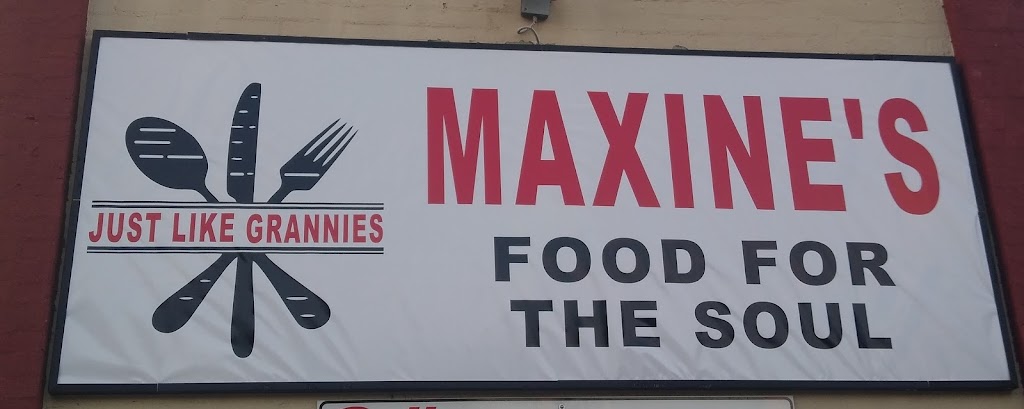 JUST LIKE GRANNIES
MAXINE'S
FOOD FOR
THE SOUL